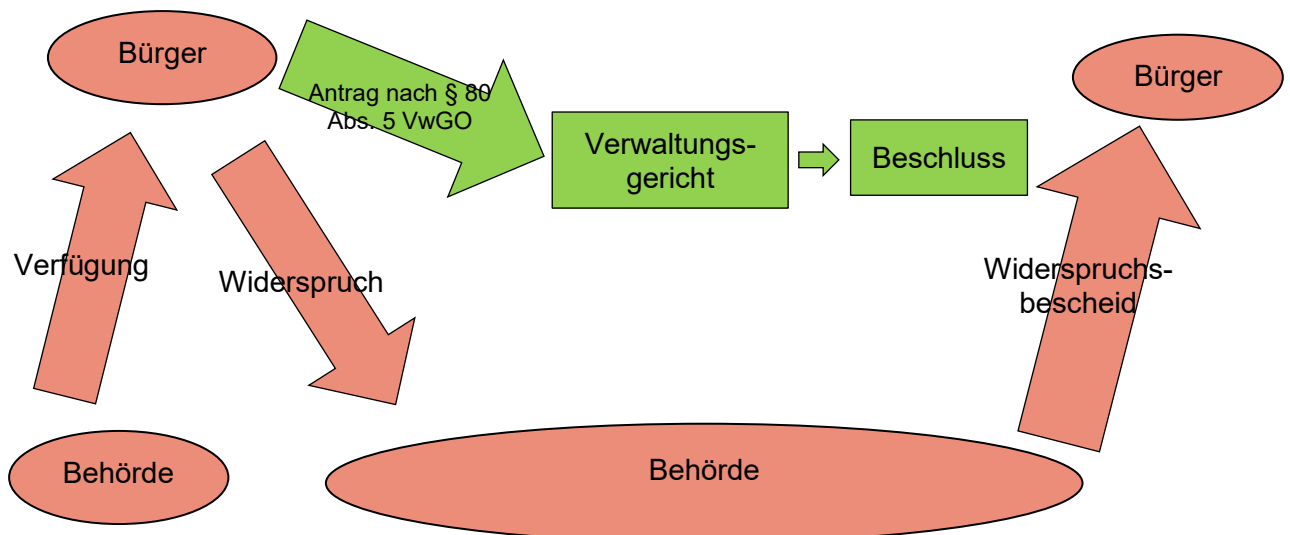 Bürger
Antrag nach § 80
Abs. 5 VwGO
Verwaltungs-
gericht
Beschluss
Bürger
Verfügung
Widerspruch
Widerspruchs-
bescheid
Behörde
Behörde